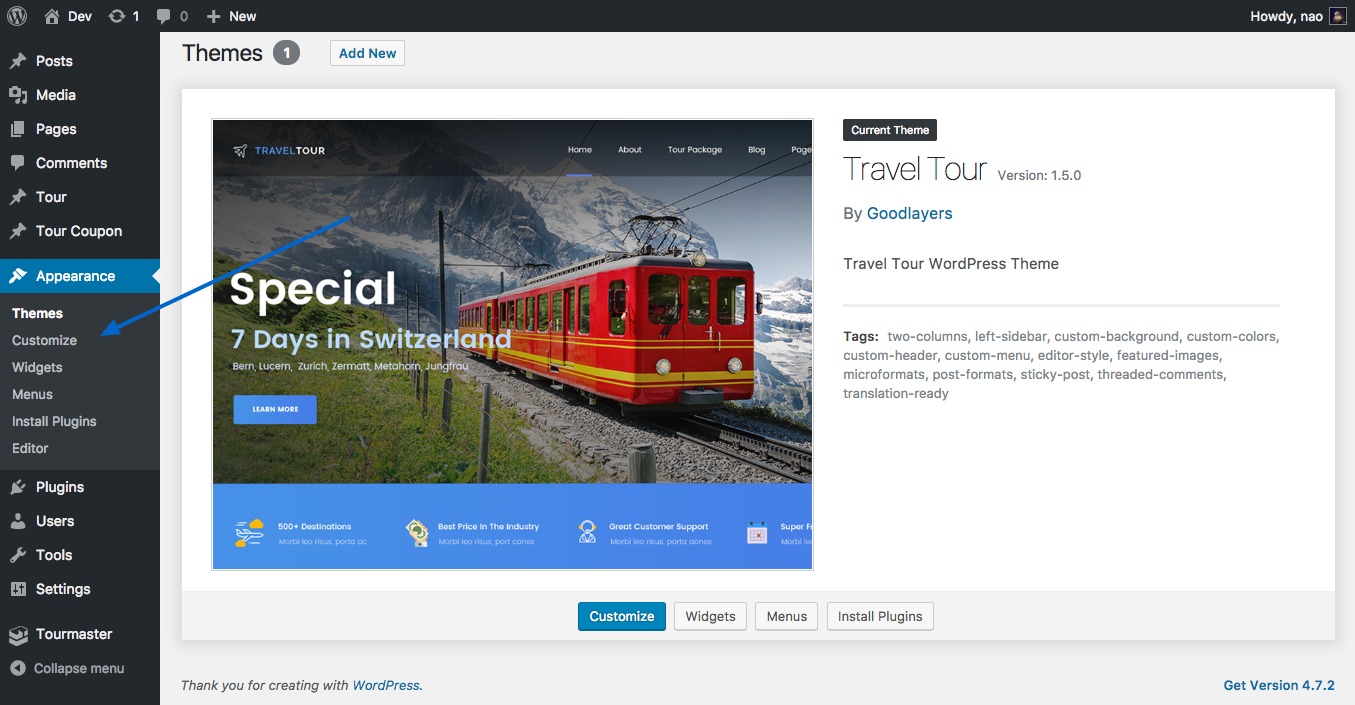 Dev 1 0 New Howdy, nao
Posts
Media
Pages
Comments
Tour
Tour Coupon
Appearance
Themes
Customize
Widgets
Menus
Install Plugins
Editor
Plugins
Users
Tools
Settings
Tourmaster
Collapse menu
Themes 1 Add New
TRAVELTOUR Home About Tour Package Blog Page
Special
7 Days in Switzerland
Bern, Lucern, Zurich, Zermatt, Metahorn, Jungfrau
LEARN MORE
500+ Destinations
Morbi leo risus, porta ac
Best Price In The Industry
Morbi leo risus, port conse
Great Customer Support
Morbi leo risus, porta aonse
Super F
Morbi le
Current Theme
Travel Tour Version: 1.5.0
By Goodlayers
Travel Tour WordPress Theme
Tags: two-columns, left-sidebar, custom-background, custom-colors,
custom-header, custom-menu, editor-style, featured-images,
microformats, post-formats, sticky-post, threaded-comments,
translation-ready
Customize Widgets Menus Install Plugins
Thank you for creating with WordPress. Get Version 4.7.2